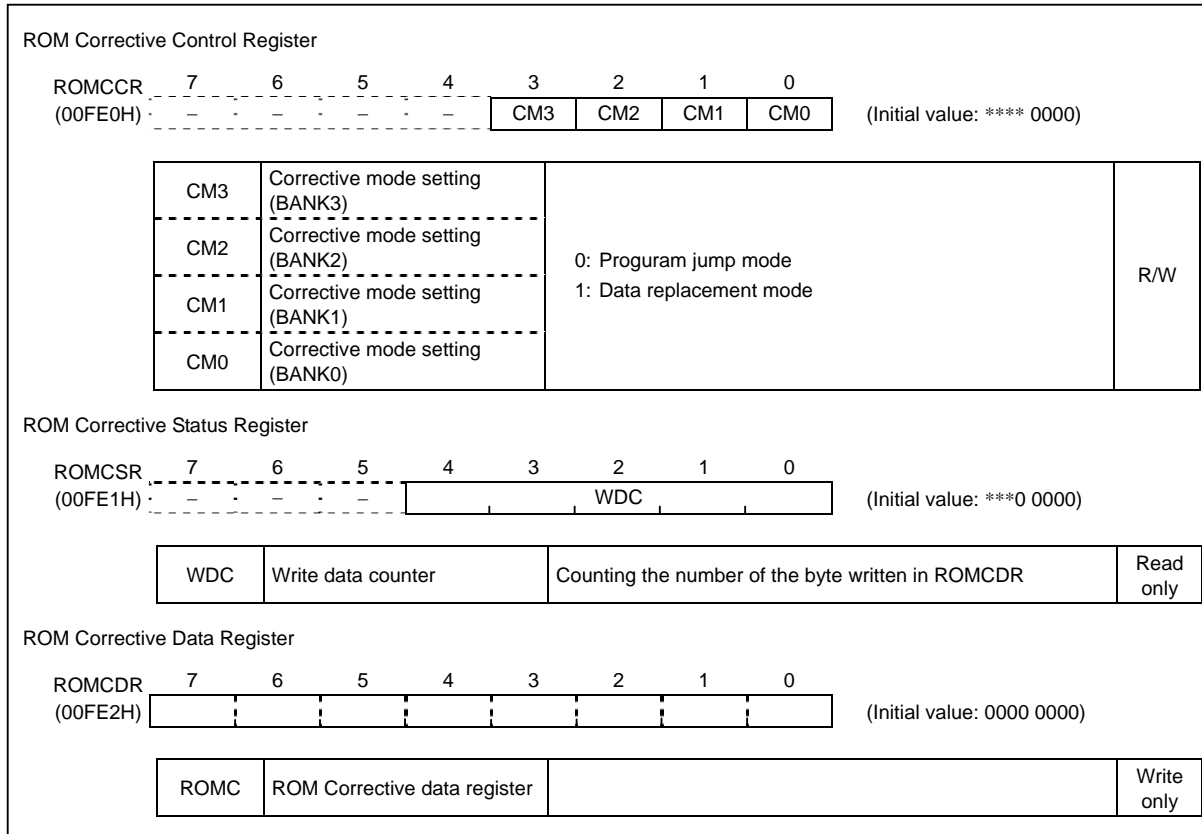 ROM Corrective Control Register
ROMCCR 7 6 5 4 3 2 1 0
(00FE0H) – – – – CM3 CM2 CM1 CM0 (Initial value: **** 0000)
CM3 Corrective mode setting
(BANK3)
CM2 Corrective mode setting
(BANK2)
CM1 Corrective mode setting
(BANK1)
CM0 Corrective mode setting
(BANK0)
0: Proguram jump mode
1: Data replacement mode
R/W
ROM Corrective Status Register
ROMCSR 7 6 5 4 3 2 1 0
(00FE1H) – – – WDC (Initial value: ***0 0000)
WDC Write data counter Counting the number of the byte written in ROMCDR Read
only
ROM Corrective Data Register
ROMCDR 7 6 5 4 3 2 1 0
(00FE2H) (Initial value: 0000 0000)
ROMC ROM Corrective data register Write
only